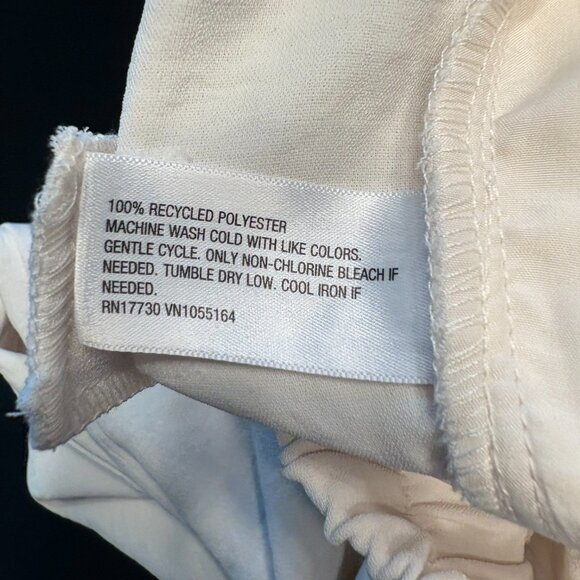 100% RECYCLED POLYESTER
MACHINE WASH COLD WITH LIKE COLORS.
GENTLE CYCLE. ONLY NON-CHLORINE BLEACH IF
NEEDED. TUMBLE DRY LOW. COOL IRON IF
NEEDED.
RN17730 VN1055164